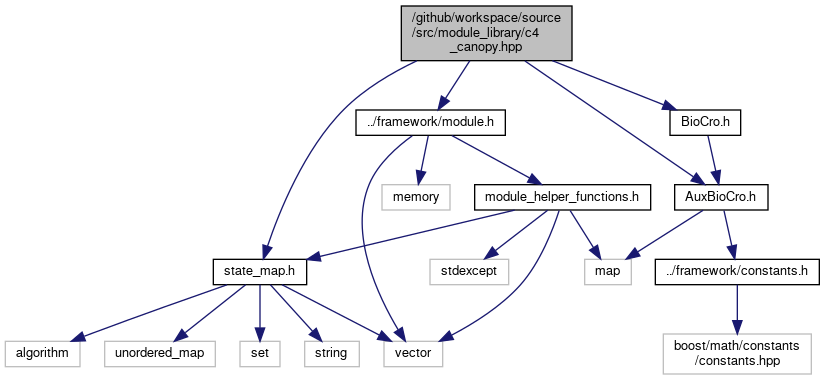 /github/workspace/source
/src/module_library/c4
_canopy.hpp
../framework/module.h
BioCro.h
memory
module_helper_functions.h
AuxBioCro.h
state_map.h
stdexcept
map
../framework/constants.h
algorithm
unordered_map
set
string
vector
boost/math/constants
/constants.hpp